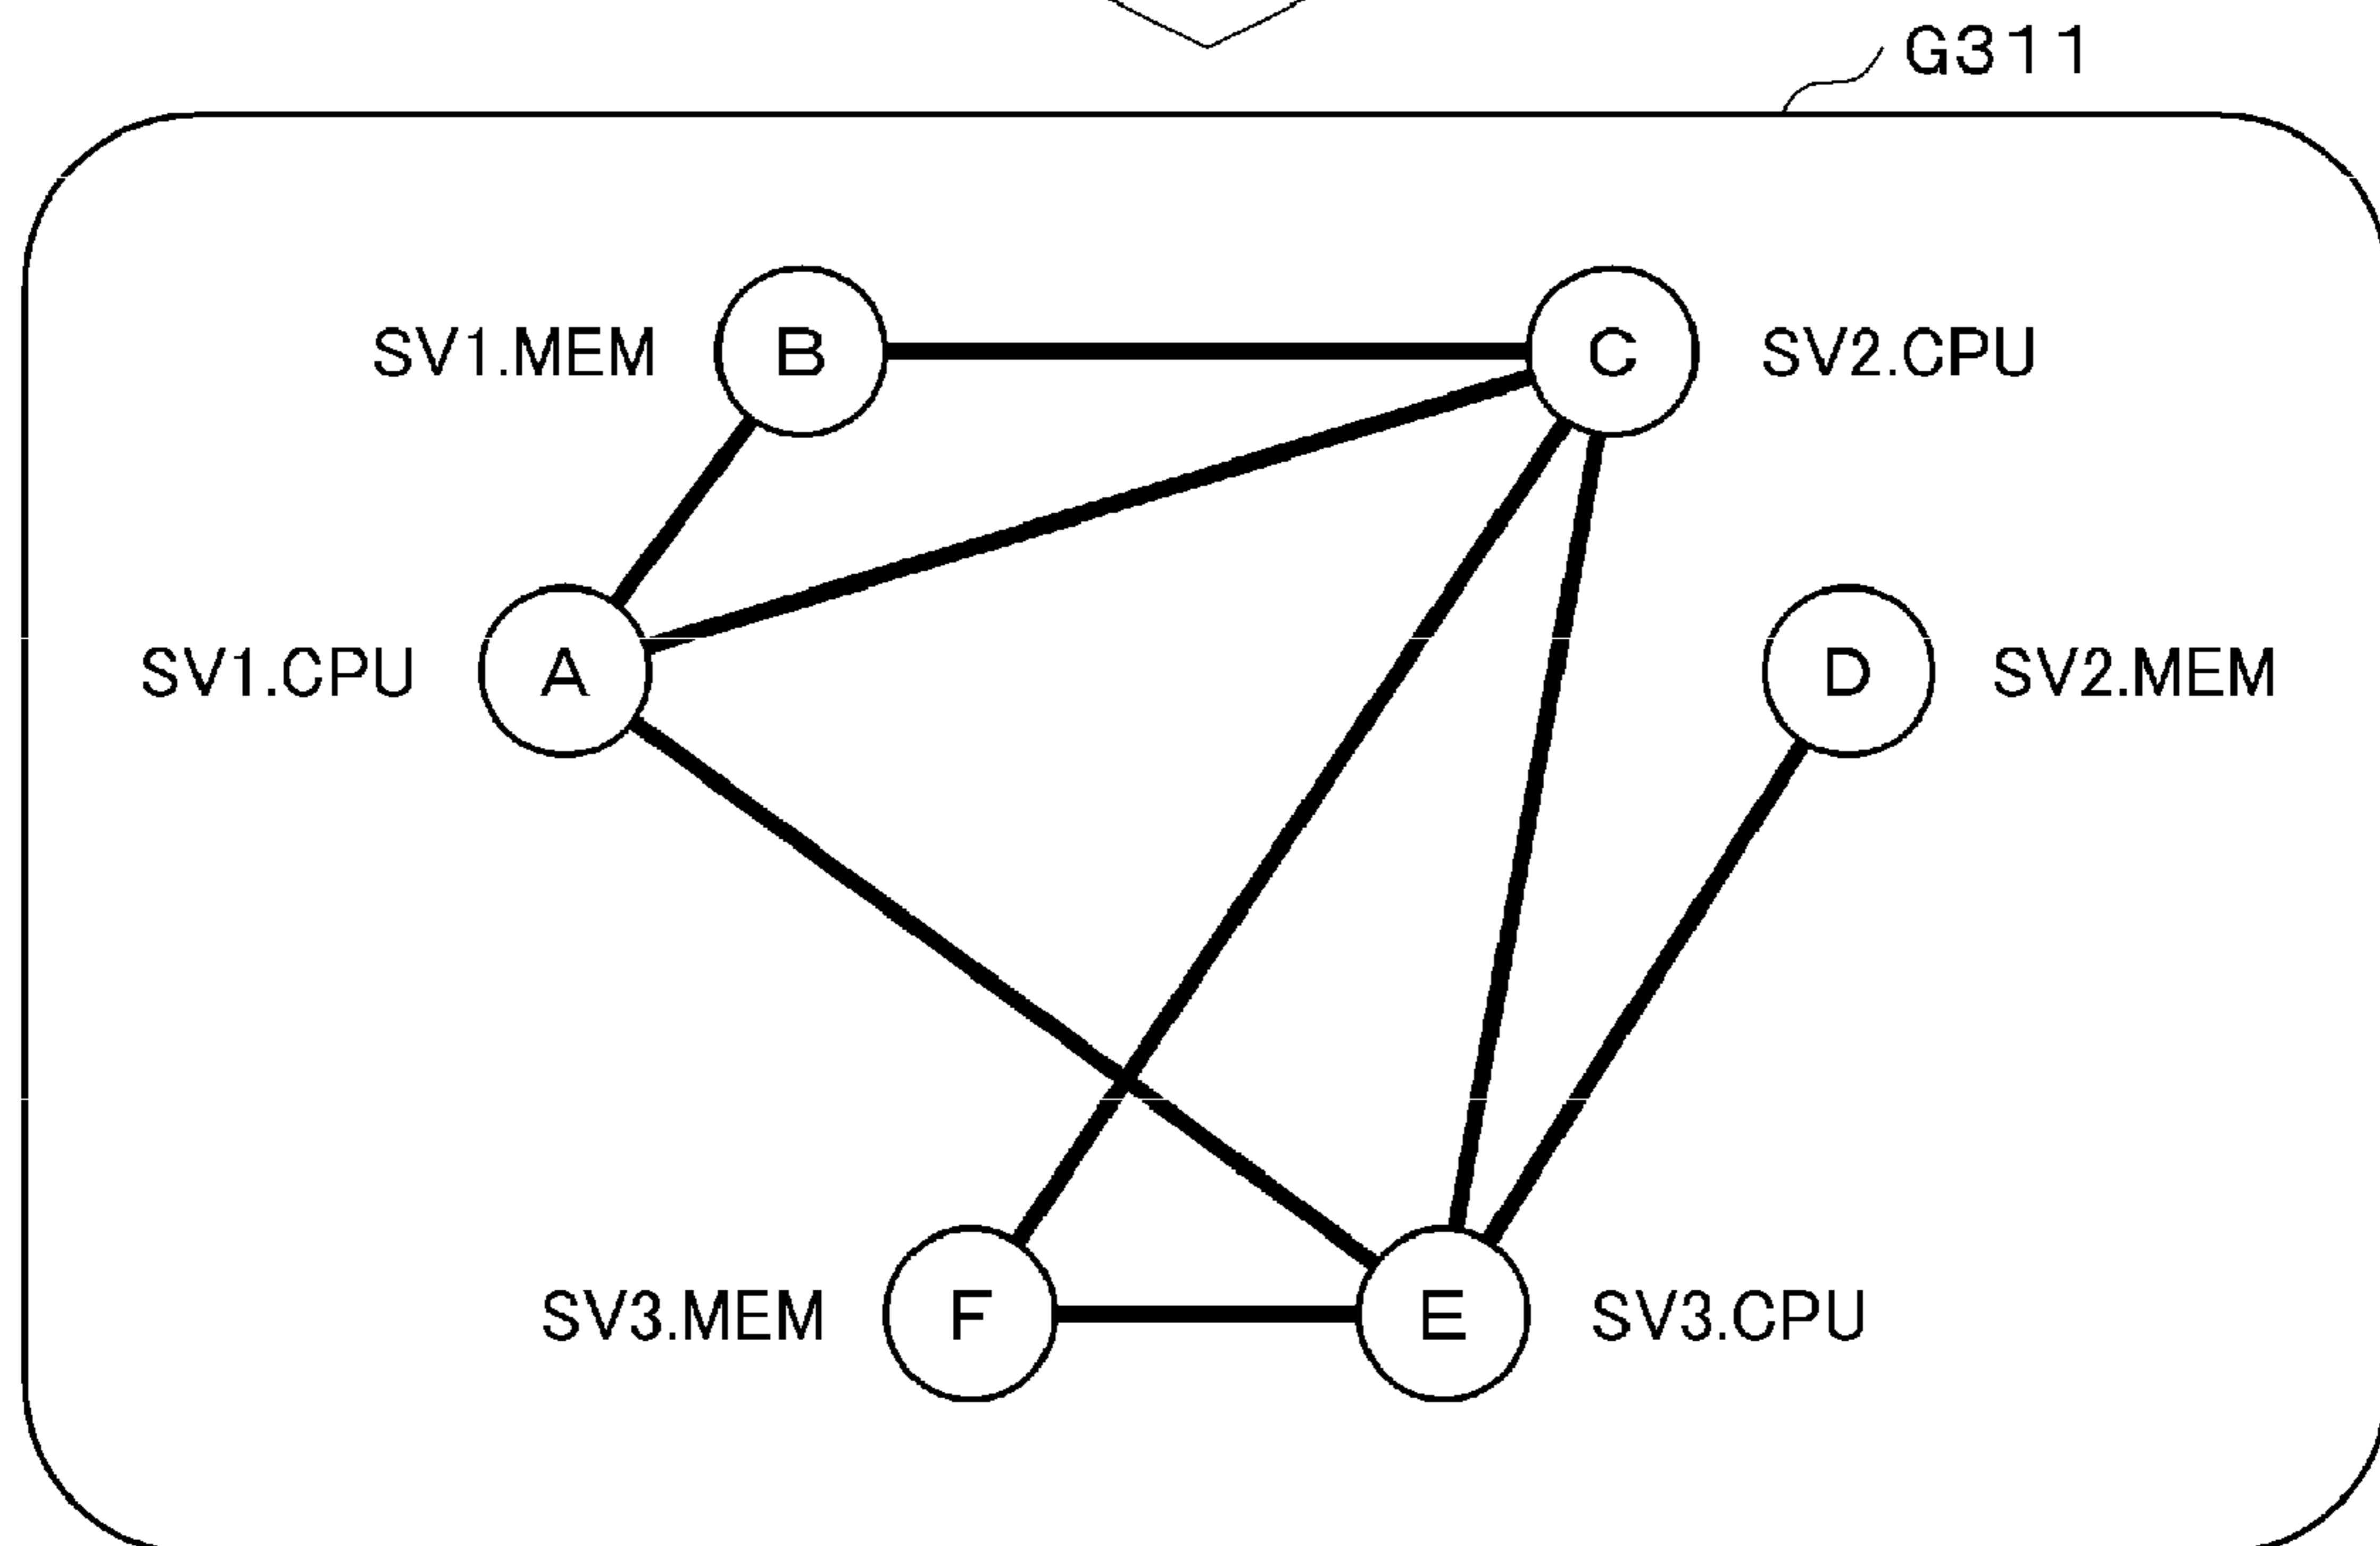 G311
SV1.MEM B C SV2.CPU
SV1.CPU A D SV2.MEM
SV3.MEM F E SV3.CPU